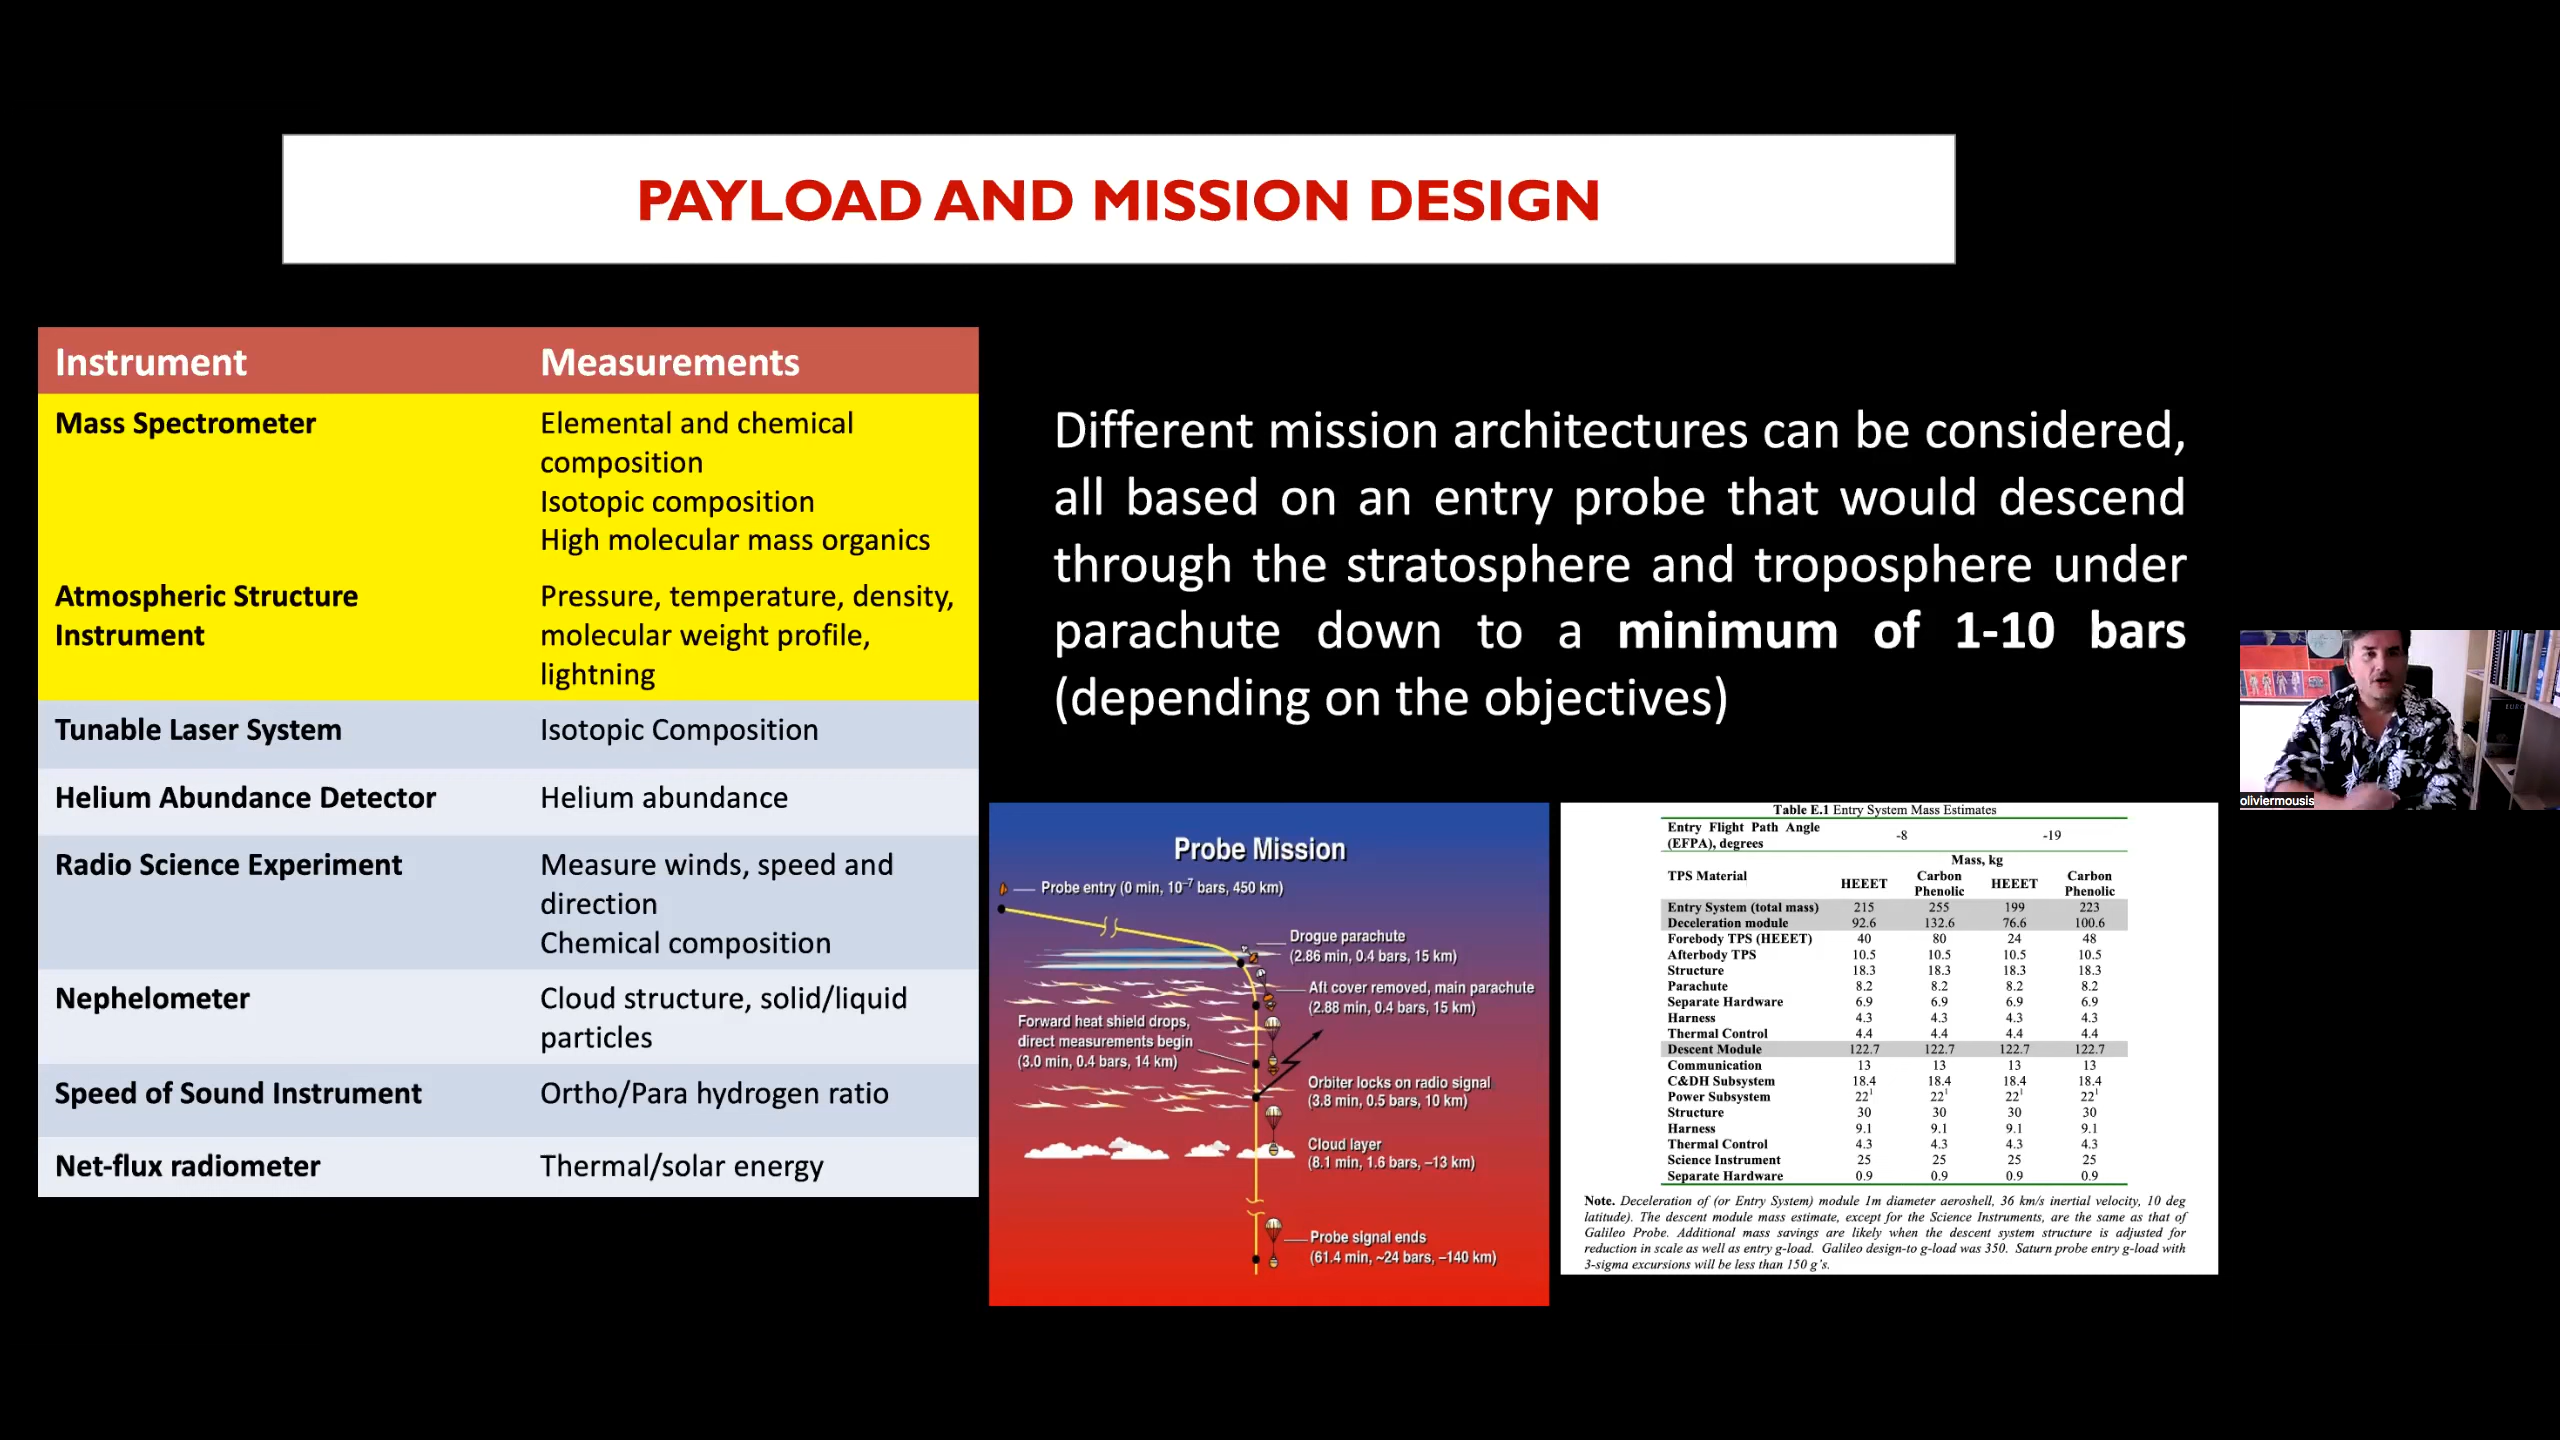 PAYLOAD AND MISSION DESIGN
Instrument Measurements
Mass Spectrometer Elemental and chemical
composition
Isotopic composition
High molecular mass organics
Atmospheric Structure Pressure, temperature, density,
Instrument molecular weight profile,
lightning
Tunable Laser System Isotopic Composition
Helium Abundance Detector Helium abundance
Radio Science Experiment Measure winds, speed and
direction
Chemical composition
Nephelometer Cloud structure, solid/liquid
particles
Speed of Sound Instrument Ortho/Para hydrogen ratio
Net-flux radiometer Thermal/solar energy
Different mission architectures can be considered,
all based on an entry probe that would descend
through the stratosphere and troposphere under
parachute down to a minimum of 1-10 bars
(depending on the objectives)
oliviermousis
Probe Mission
Probe entry (0 min, 10⁻⁷ bars, 450 km)
Drogue parachute
(2.86 min, 0.4 bars, 15 km)
Aft cover removed, main parachute
(2.88 min, 0.4 bars, 15 km)
Forward heat shield drops,
direct measurements begin
(3.0 min, 0.4 bars, 14 km)
Orbiter locks on radio signal
(3.8 min, 0.5 bars, 10 km)
Cloud layer
(8.1 min, 1.6 bars, –13 km)
Probe signal ends
(61.4 min, ~24 bars, –140 km)
Table E.1 Entry System Mass Estimates
Entry Flight Path Angle
(EFPA), degrees -8 -19
Mass, kg
TPS Material HEEET Carbon Phenolic HEEET Carbon Phenolic
Entry System (total mass) 215 255 199 223
Deceleration module 92.6 132.6 76.6 100.6
Forebody TPS (HEEET) 40 80 24 48
Afterbody TPS 10.5 10.5 10.5 10.5
Structure 18.3 18.3 18.3 18.3
Parachute 8.2 8.2 8.2 8.2
Separate Hardware 6.9 6.9 6.9 6.9
Harness 4.3 4.3 4.3 4.3
Thermal Control 4.4 4.4 4.4 4.4
Descent Module 122.7 122.7 122.7 122.7
Communication 13 13 13 13
C&DH Subsystem 18.4 18.4 18.4 18.4
Power Subsystem 22¹ 22¹ 22¹ 22¹
Structure 30 30 30 30
Harness 9.1 9.1 9.1 9.1
Thermal Control 4.3 4.3 4.3 4.3
Science Instrument 25 25 25 25
Separate Hardware 0.9 0.9 0.9 0.9
Note. Deceleration of (or Entry System) module 1m diameter aeroshell, 36 km/s inertial velocity, 10 deg
latitude). The descent module mass estimate, except for the Science Instruments, are the same as that of
Galileo Probe. Additional mass savings are likely when the descent system structure is adjusted for
reduction in scale as well as entry g-load. Galileo design-to g-load was 350. Saturn probe entry g-load with
3-sigma excursions will be less than 150 g's.